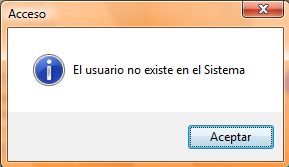 Acceso
El usuario no existe en el Sistema
Aceptar